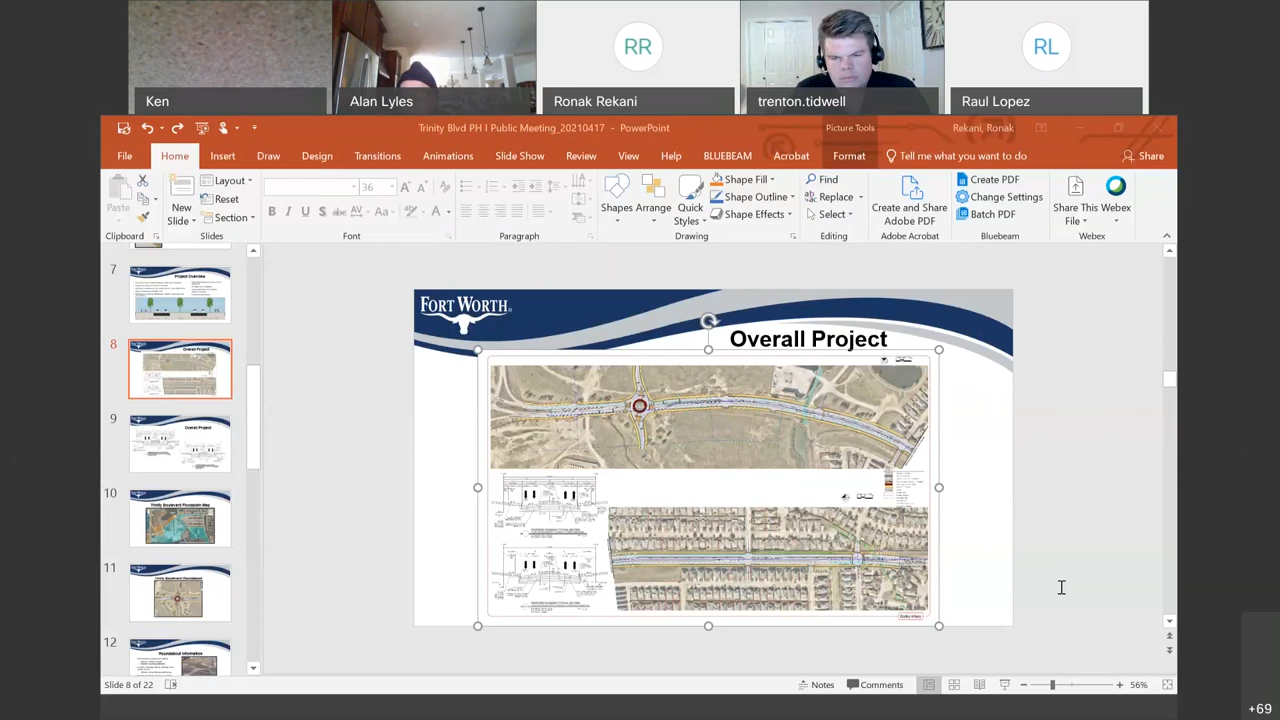 RR
RL
Ken
Alan Lyles
Ronak Rekani
trenton.tidwell
Raul Lopez
Trinity Blvd PH I Public Meeting_20210417 - PowerPoint
Picture Tools
Rekani, Ronak
File
Home
Insert
Draw
Design
Transitions
Animations
Slide Show
Review
View
Help
BLUEBEAM
Acrobat
Format
Tell me what you want to do
Share
Paste
New Slide
Layout
Reset
Section
36
B I U S abc AV Aa A
Shapes
Arrange
Quick Styles
Shape Fill
Shape Outline
Shape Effects
Find
Replace
Select
Create and Share Adobe PDF
Create PDF
Change Settings
Batch PDF
Share This File
Webex
Clipboard
Slides
Font
Paragraph
Drawing
Editing
Adobe Acrobat
Bluebeam
Webex
7
Project Overview
8
Overall Project
9
Overall Project
10
Trinity Boulevard Floodplain Map
11
Trinity Boulevard Roundabout
12
Roundabout Information
FORT WORTH®
Overall Project
Slide 8 of 22
Notes
Comments
56%
+69